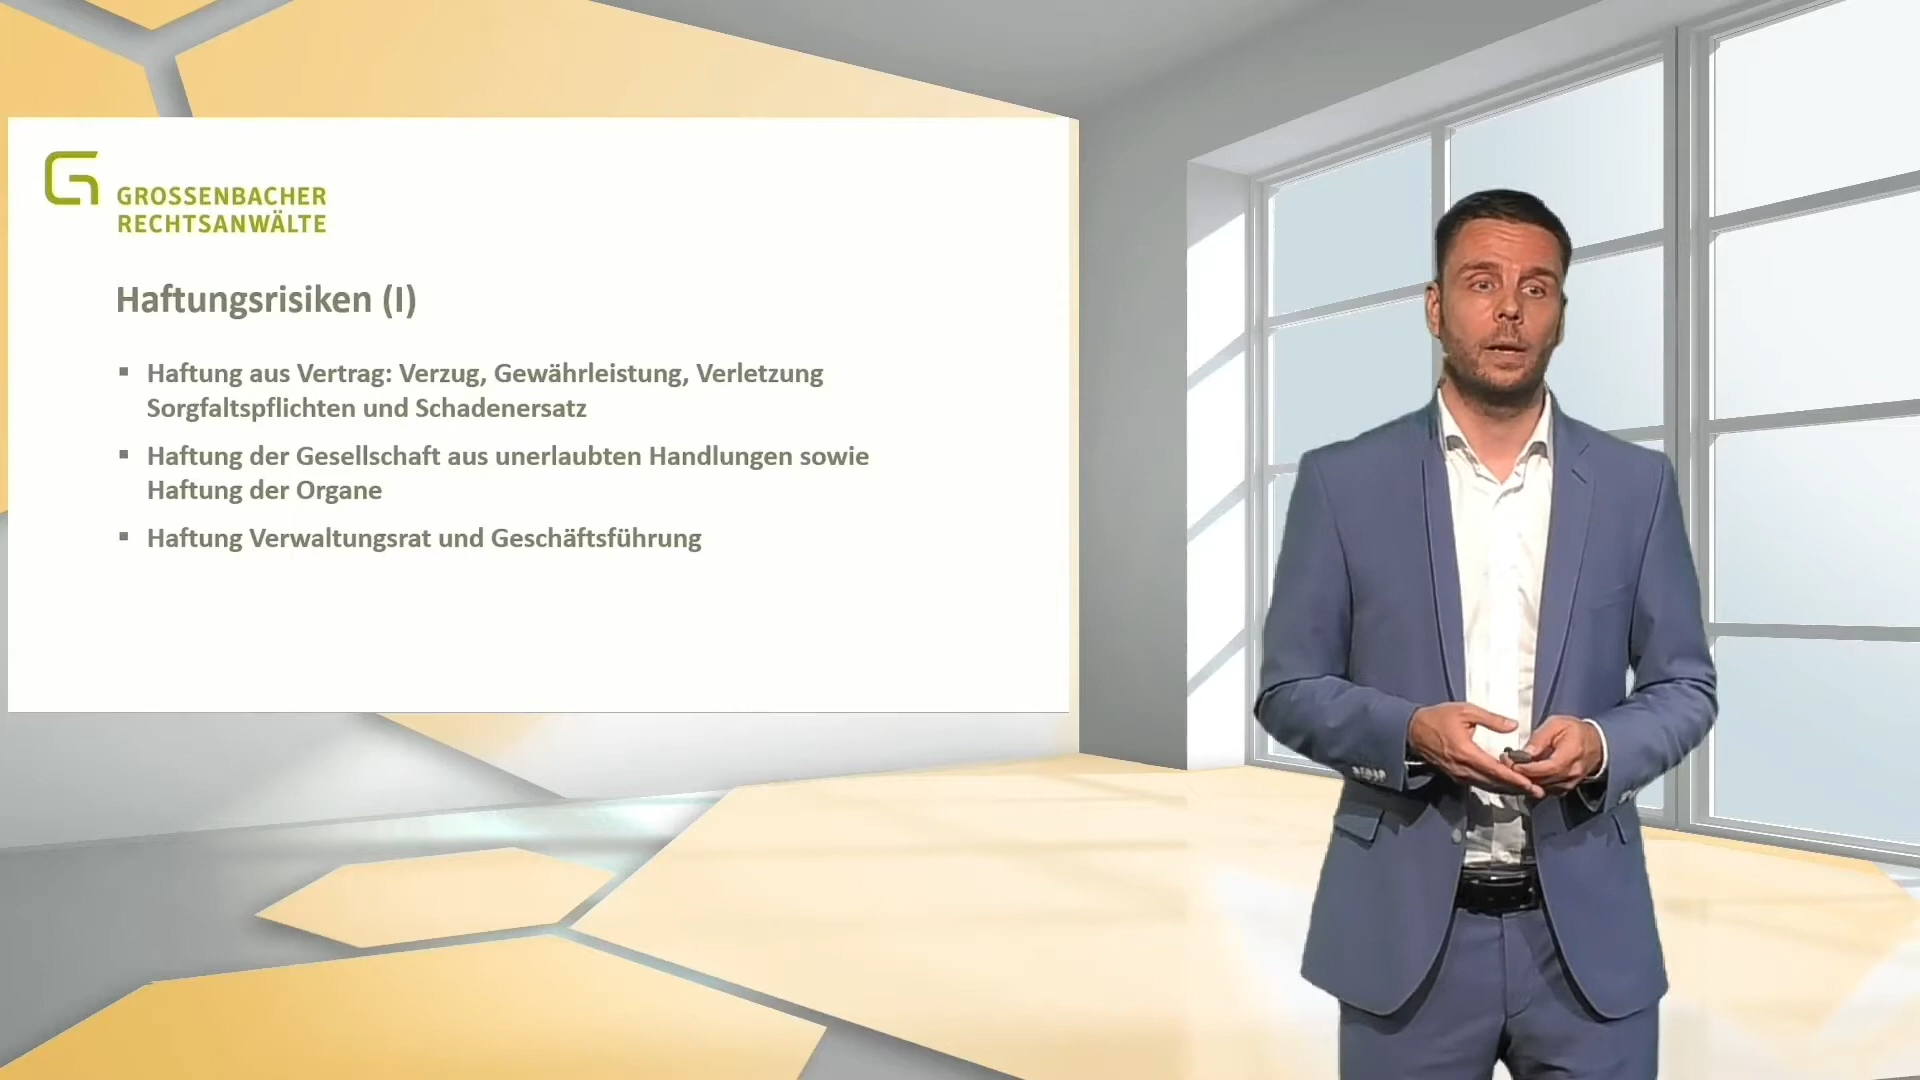 GROSSENBACHER
RECHTSANWÄLTE
Haftungsrisiken (I)
▪ Haftung aus Vertrag: Verzug, Gewährleistung, Verletzung
Sorgfaltspflichten und Schadenersatz
▪ Haftung der Gesellschaft aus unerlaubten Handlungen sowie
Haftung der Organe
▪ Haftung Verwaltungsrat und Geschäftsführung